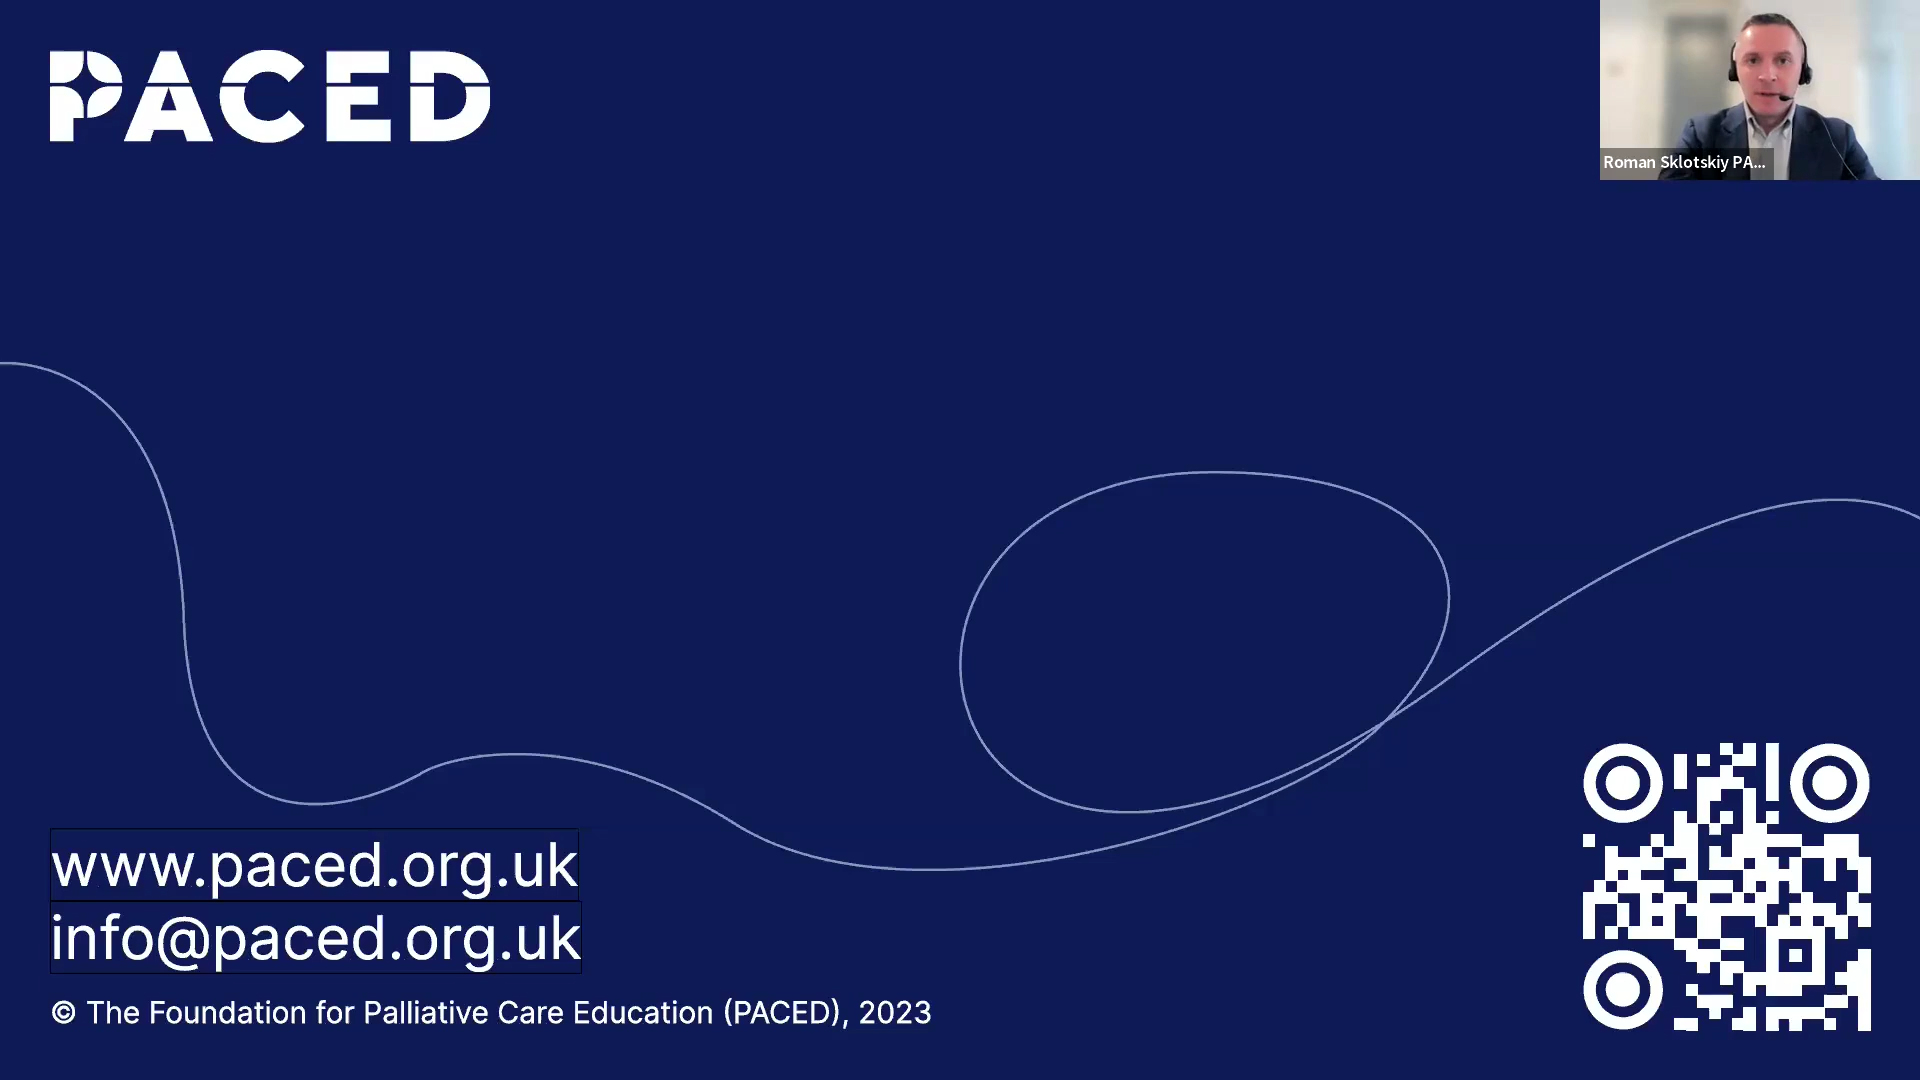 PACED
Roman Sklotskiy PA...
www.paced.org.uk
info@paced.org.uk
© The Foundation for Palliative Care Education (PACED), 2023